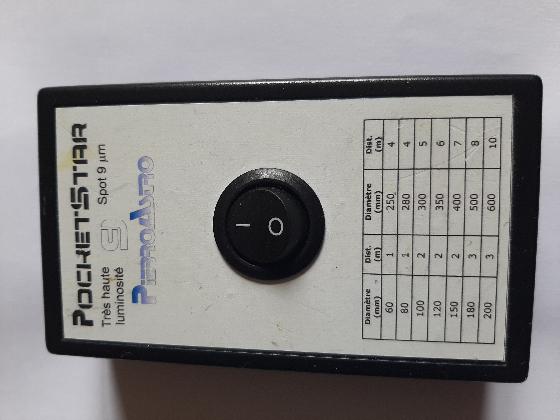 POCKETSTAR
Très haute
luminosité
9
Spot 9 µm
PIERROASTRO
I O
Diamètre (mm) Dist. (m) Diamètre (mm) Dist. (m)
60 1 250 4
80 1 280 4
100 2 300 5
120 2 350 6
150 2 400 7
180 3 500 8
200 3 600 10